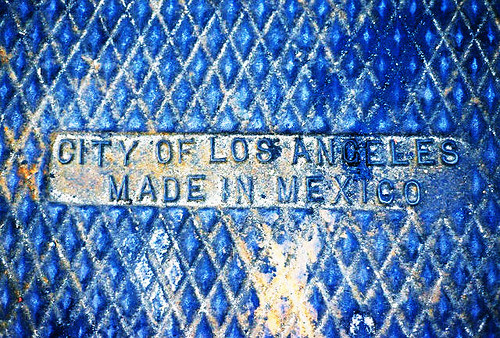 CITY OF LOS ANGELES
MADE IN MEXICO